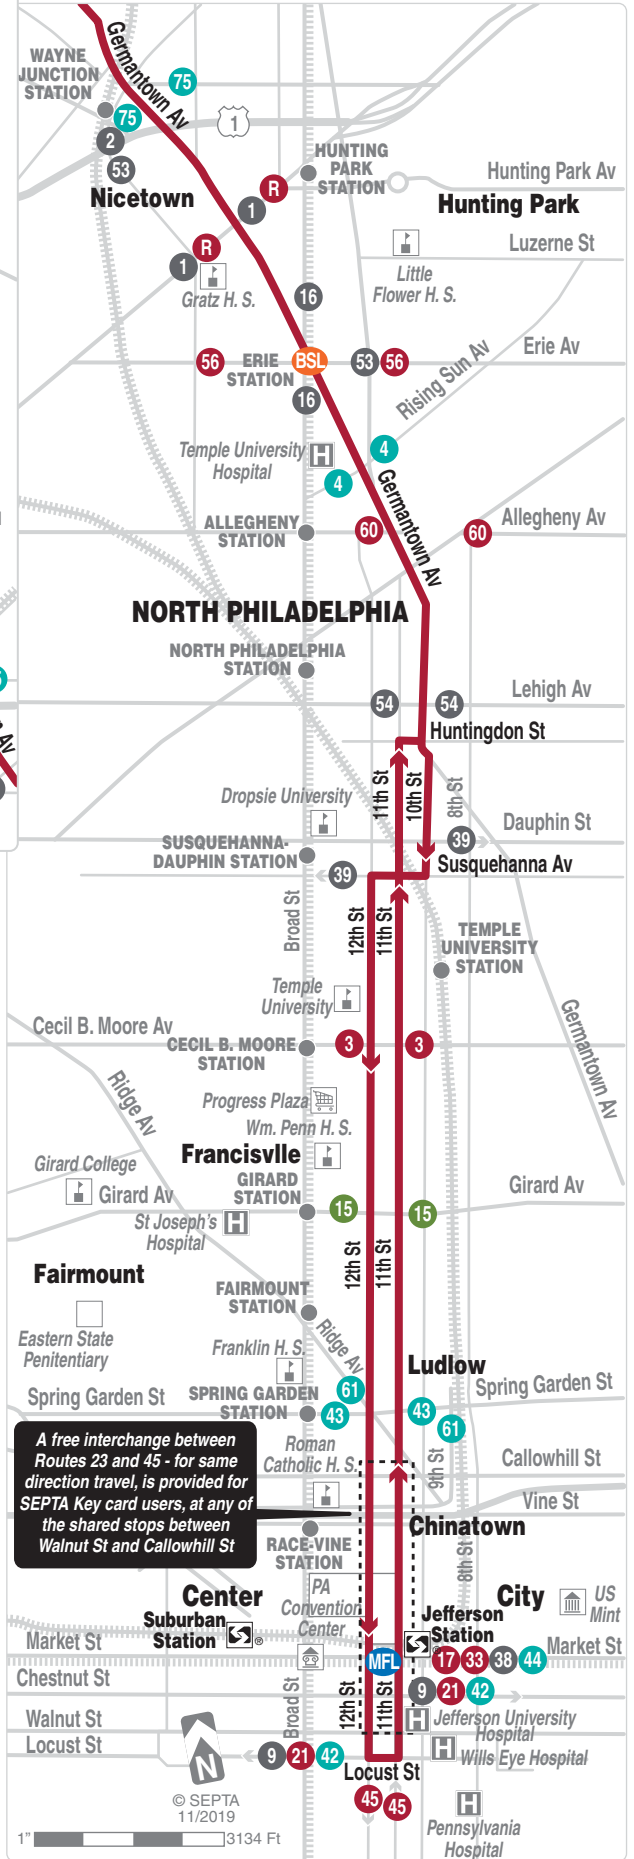 WAYNE
JUNCTION
STATION
Germantown Av
75
75
1
2
53
Nicetown
HUNTING
PARK
STATION
R
1
Hunting Park Av
Hunting Park
R
1
Gratz H. S.
Luzerne St
Little
Flower H. S.
16
56
ERIE
STATION
BSL
53
56
Erie Av
16
Rising Sun Av
Temple University
Hospital
H
4
4
Germantown Av
ALLEGHENY
STATION
60
60
Allegheny Av
NORTH PHILADELPHIA
NORTH PHILADELPHIA
STATION
Lehigh Av
54
54
Huntingdon St
11th St
10th St
8th St
Dropsie University
Dauphin St
SUSQUEHANNA-
DAUPHIN STATION
39
39
Susquehanna Av
Broad St
12th St
11th St
TEMPLE
UNIVERSITY
STATION
Temple
University
Germantown Av
Cecil B. Moore Av
CECIL B. MOORE
STATION
3
3
Ridge Av
Progress Plaza
Wm. Penn H. S.
Francisvlle
Girard College
Girard Av
GIRARD
STATION
Girard Av
15
15
St Joseph's
Hospital
H
12th St
11th St
Fairmount
FAIRMOUNT
STATION
Eastern State
Penitentiary
Ridge Av
Franklin H. S.
Ludlow
Spring Garden St
SPRING GARDEN
STATION
61
43
43
61
Spring Garden St
A free interchange between
Routes 23 and 45 - for same
direction travel, is provided for
SEPTA Key card users, at any of
the shared stops between
Walnut St and Callowhill St
Roman
Catholic H. S.
9th St
Callowhill St
Vine St
Chinatown
RACE-VINE
STATION
8th St
PA
Convention
Center
Center
City
US
Mint
Suburban
Station
®
Jefferson
Station
®
Market St
MFL
17
33
38
44
Market St
Chestnut St
12th St
11th St
9
21
42
Broad St
Walnut St
H
Jefferson University
Hospital
Locust St
N
9
21
42
H
Wills Eye Hospital
Locust St
45
45
H
Pennsylvania
Hospital
© SEPTA
11/2019
1"
3134 Ft